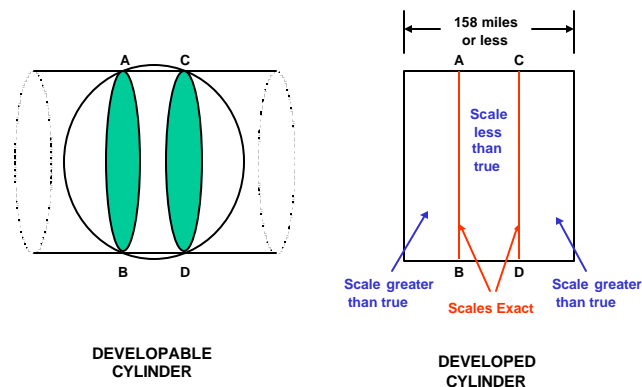 A
C
B
D
DEVELOPABLE
CYLINDER
158 miles
or less
A
C
Scale
less
than
true
B
D
Scale greater
than true
Scales Exact
Scale greater
than true
DEVELOPED
CYLINDER